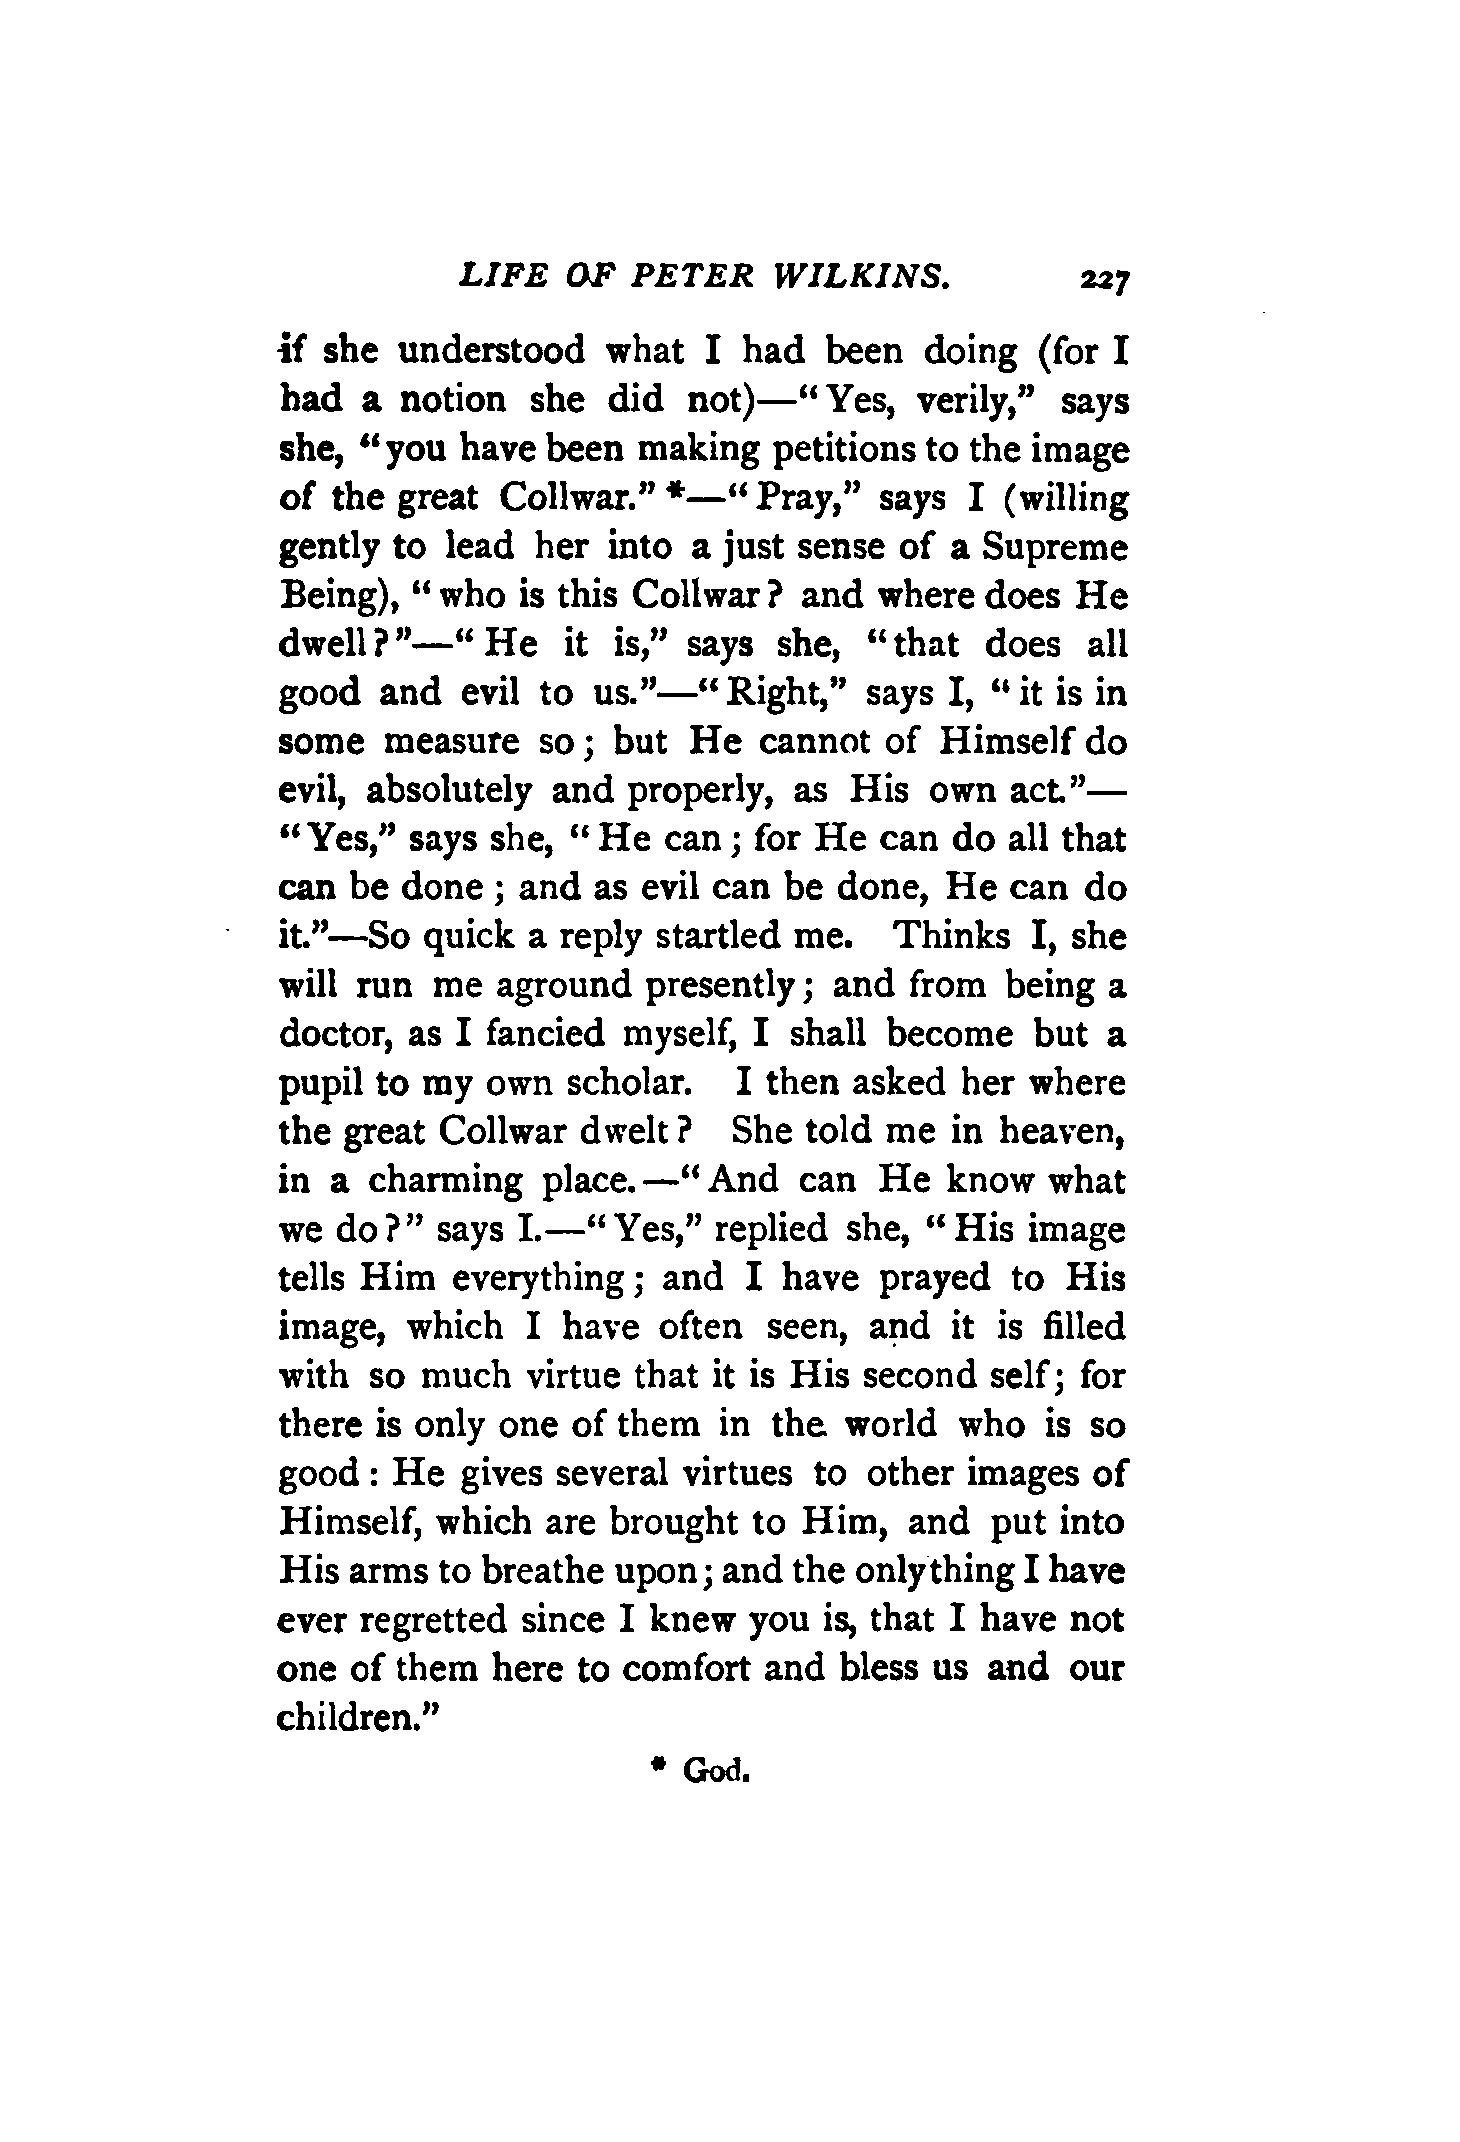 LIFE OF PETER WILKINS. 227
if she understood what I had been doing (for I
had a notion she did not)—“Yes, verily,” says
she, “you have been making petitions to the image
of the great Collwar.” *—“Pray,” says I (willing
gently to lead her into a just sense of a Supreme
Being), “who is this Collwar? and where does He
dwell?”—“He it is,” says she, “that does all
good and evil to us.”—“Right,” says I, “it is in
some measure so; but He cannot of Himself do
evil, absolutely and properly, as His own act.”—
“Yes,” says she, “He can; for He can do all that
can be done; and as evil can be done, He can do
it.”—So quick a reply startled me. Thinks I, she
will run me aground presently; and from being a
doctor, as I fancied myself, I shall become but a
pupil to my own scholar. I then asked her where
the great Collwar dwelt? She told me in heaven,
in a charming place.—“And can He know what
we do?” says I.—“Yes,” replied she, “His image
tells Him everything; and I have prayed to His
image, which I have often seen, and it is filled
with so much virtue that it is His second self; for
there is only one of them in the world who is so
good: He gives several virtues to other images of
Himself, which are brought to Him, and put into
His arms to breathe upon; and the only thing I have
ever regretted since I knew you is, that I have not
one of them here to comfort and bless us and our
children.”
* God.